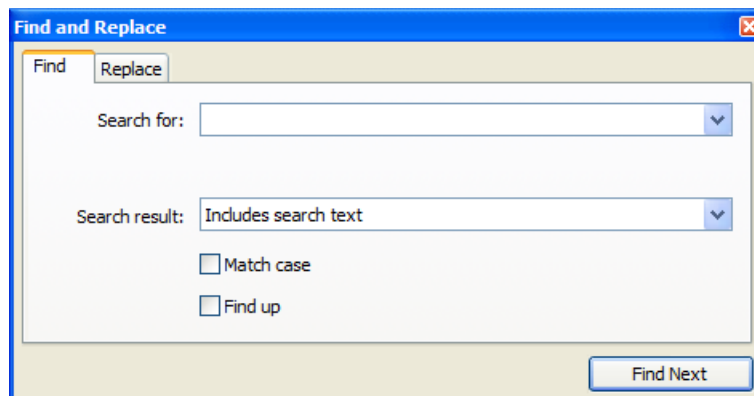 Find and Replace
Find
Replace
Search for:
Search result: Includes search text
Match case
Find up
Find Next